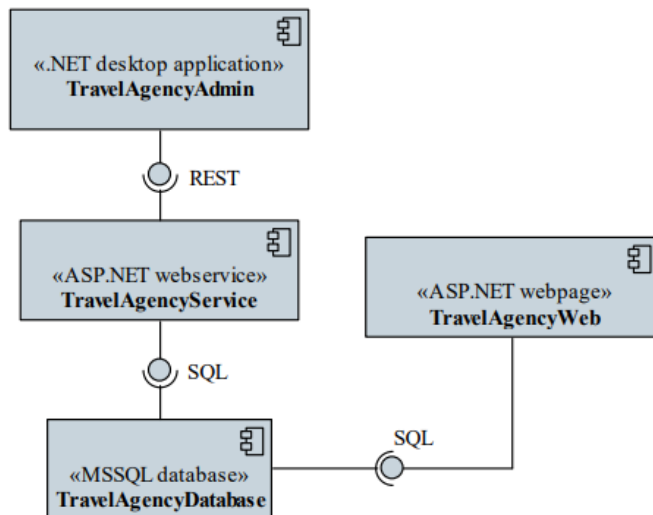 «.NET desktop application»
TravelAgencyAdmin
REST
«ASP.NET webservice»
TravelAgencyService
«ASP.NET webpage»
TravelAgencyWeb
SQL
SQL
«MSSQL database»
TravelAgencyDatabase